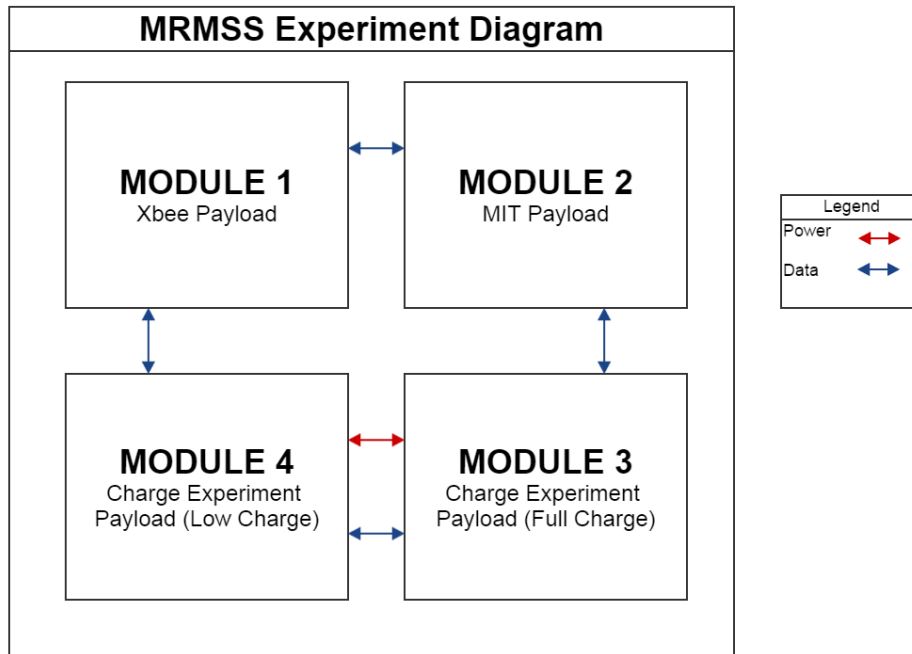 MRMSS Experiment Diagram
MODULE 1
Xbee Payload
MODULE 2
MIT Payload
Legend
Power
Data
MODULE 4
Charge Experiment
Payload (Low Charge)
MODULE 3
Charge Experiment
Payload (Full Charge)